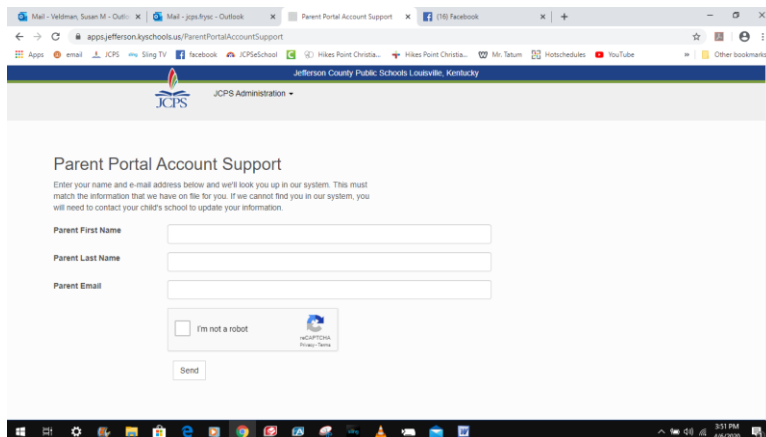 Mail - Veldman, Susan M - Outlo
Mail - jcps.frysc - Outlook
Parent Portal Account Support
(16) Facebook
apps.jefferson.kyschools.us/ParentPortalAccountSupport
Apps email JCPS Sling TV facebook JCPSeSchool Hikes Point Christia... Hikes Point Christia... Mr. Tatum Hotschedules YouTube » Other bookmarks
Jefferson County Public Schools Louisville, Kentucky
JCPS
JCPS Administration
Parent Portal Account Support
Enter your name and e-mail address below and we'll look you up in our system. This must
match the information that we have on file for you. If we cannot find you in our system, you
will need to contact your child's school to update your information.
Parent First Name
Parent Last Name
Parent Email
I'm not a robot
reCAPTCHA
Privacy - Terms
Send
3:51 PM
4/6/2020